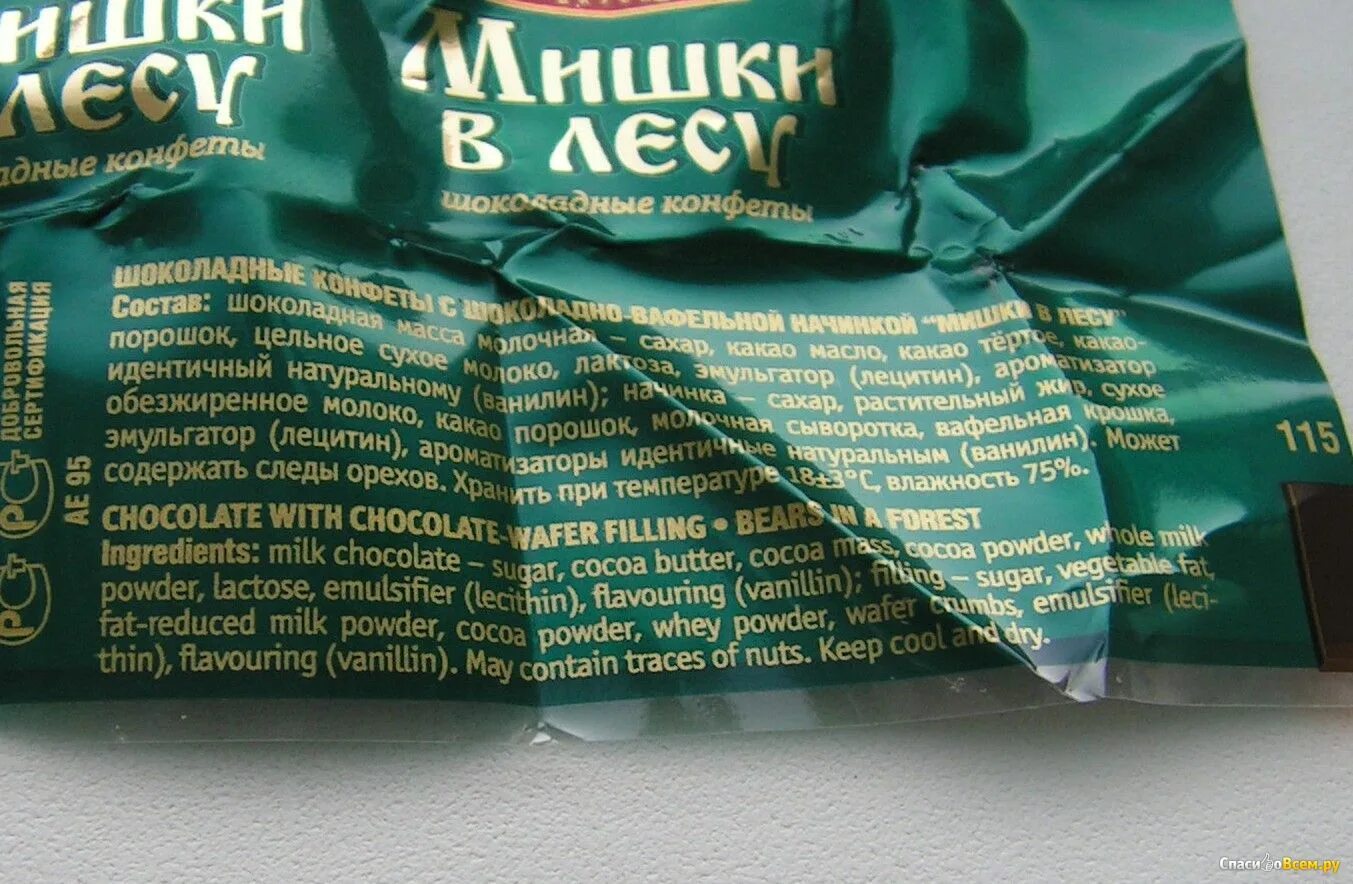 ишки
лесу
адные конфеты
Мишки
в лесу
шоколадные конфеты
ДОБРОВОЛЬНАЯ
СЕРТИФИКАЦИЯ
АЕ 95
ШОКОЛАДНЫЕ КОНФЕТЫ С ШОКОЛАДНО-ВАФЕЛЬНОЙ НАЧИНКОЙ "МИШКИ В ЛЕСУ"
Состав: шоколадная масса молочная – сахар, какао масло, какао тёртое, какао-
порошок, цельное сухое молоко, лактоза, эмульгатор (лецитин), ароматизатор
идентичный натуральному (ванилин); начинка – сахар, растительный жир, сухое
обезжиренное молоко, какао порошок, молочная сыворотка, вафельная крошка,
эмульгатор (лецитин), ароматизаторы идентичные натуральным (ванилин). Может
содержать следы орехов. Хранить при температуре 18±3°С, влажность 75%.
CHOCOLATE WITH CHOCOLATE-WAFER FILLING • BEARS IN A FOREST
Ingredients: milk chocolate – sugar, cocoa butter, cocoa mass, cocoa powder, whole milk
powder, lactose, emulsifier (lecithin), flavouring (vanillin); filling – sugar, vegetable fat,
fat-reduced milk powder, cocoa powder, whey powder, wafer crumbs, emulsifier (leci-
thin), flavouring (vanillin). May contain traces of nuts. Keep cool and dry.
115
СпасибоВсем.ру